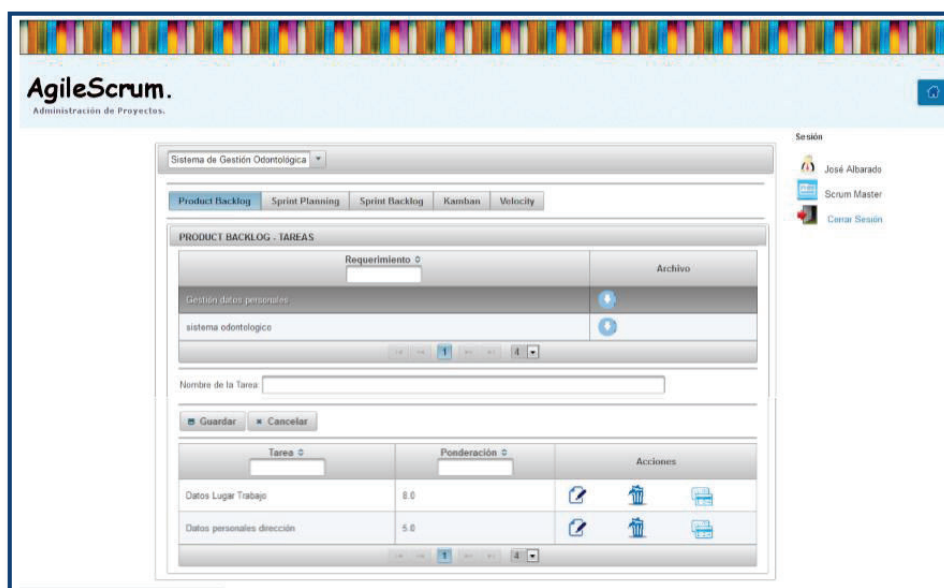 AgileScrum.
Administración de Proyectos.
Sesión
José Albarado
Scrum Master
Cerrar Sesión
Sistema de Gestión Odontológica
Product Backlog Sprint Planning Sprint Backlog Kamban Velocity
PRODUCT BACKLOG - TAREAS
Requerimiento Archivo
Gestión datos personales
sistema odontologico
1 4
Nombre de la Tarea
Guardar Cancelar
Tarea Ponderación Acciones
Datos Lugar Trabajo 8.0
Datos personales dirección 5.0
1 4